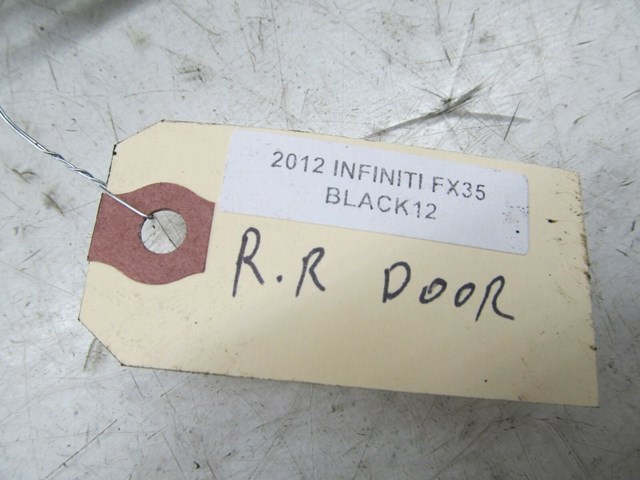 2012 INFINITI FX35
BLACK12
R.R DOOR